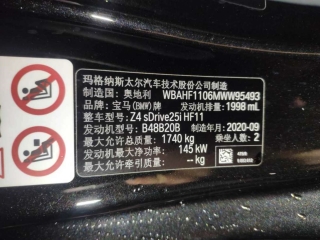 玛格纳斯太尔汽车技术股份公司制造
制造国：奥地利 WBAHF1106MWW95493
品牌：宝马(BMW)牌 发动机排量：1998 mL
整车型号：Z4 sDrive25i HF11
发动机型号：B48B20B 制造年月：2020-09
最大允许总质量：1740 kg 乘坐人数：2
发动机最大净功率：145 kW
最大允许牵引质量：-- kg